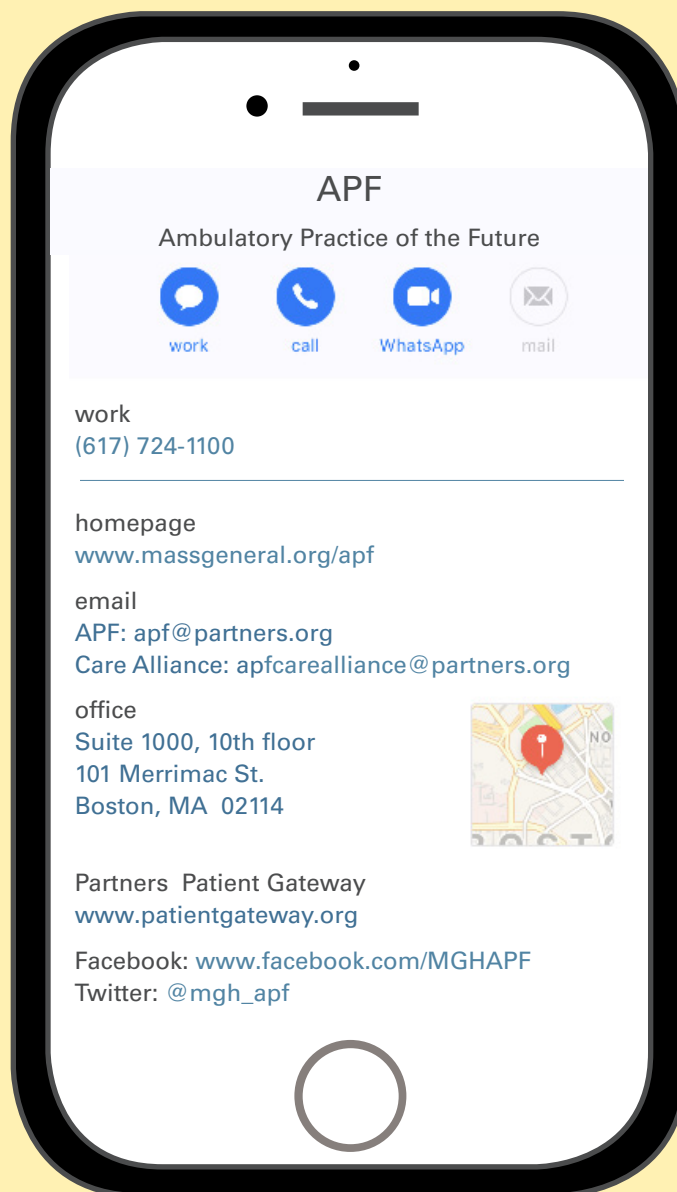 APF
Ambulatory Practice of the Future
work call WhatsApp mail
work
(617) 724-1100
homepage
www.massgeneral.org/apf
email
APF: apf@partners.org
Care Alliance: apfcarealliance@partners.org
office
Suite 1000, 10th floor
101 Merrimac St.
Boston, MA 02114
NO
BOSTO
Partners Patient Gateway
www.patientgateway.org
Facebook: www.facebook.com/MGHAPF
Twitter: @mgh_apf